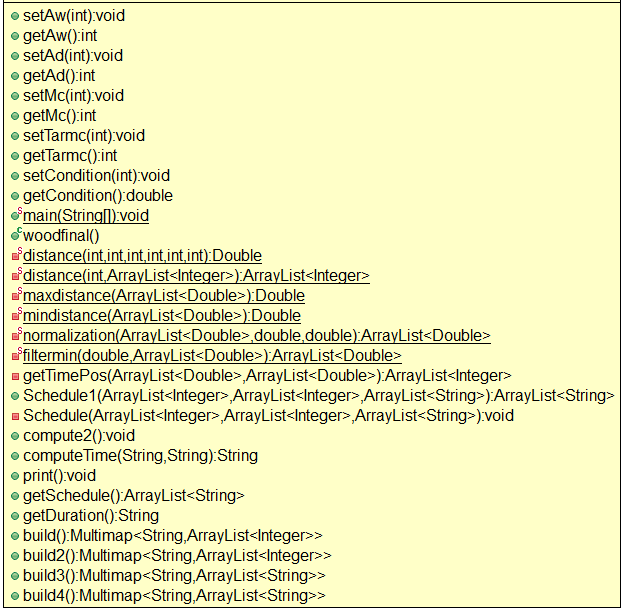 setAw(int):void
getAw():int
setAd(int):void
getAd():int
setMc(int):void
getMc():int
setTarmc(int):void
getTarmc():int
setCondition(int):void
getCondition():double
main(String[]):void
woodfinal()
distance(int,int,int,int,int,int):Double
distance(int,ArrayList<Integer>):ArrayList<Integer>
maxdistance(ArrayList<Double>):Double
mindistance(ArrayList<Double>):Double
normalization(ArrayList<Double>,double,double):ArrayList<Double>
filtermin(double,ArrayList<Double>):ArrayList<Double>
getTimePos(ArrayList<Double>,ArrayList<Double>):ArrayList<Integer>
Schedule1(ArrayList<Integer>,ArrayList<Integer>,ArrayList<String>):ArrayList<String>
Schedule(ArrayList<Integer>,ArrayList<Integer>,ArrayList<String>):void
compute2():void
computeTime(String,String):String
print():void
getSchedule():ArrayList<String>
getDuration():String
build():Multimap<String,ArrayList<Integer>>
build2():Multimap<String,ArrayList<Integer>>
build3():Multimap<String,ArrayList<String>>
build4():Multimap<String,ArrayList<String>>